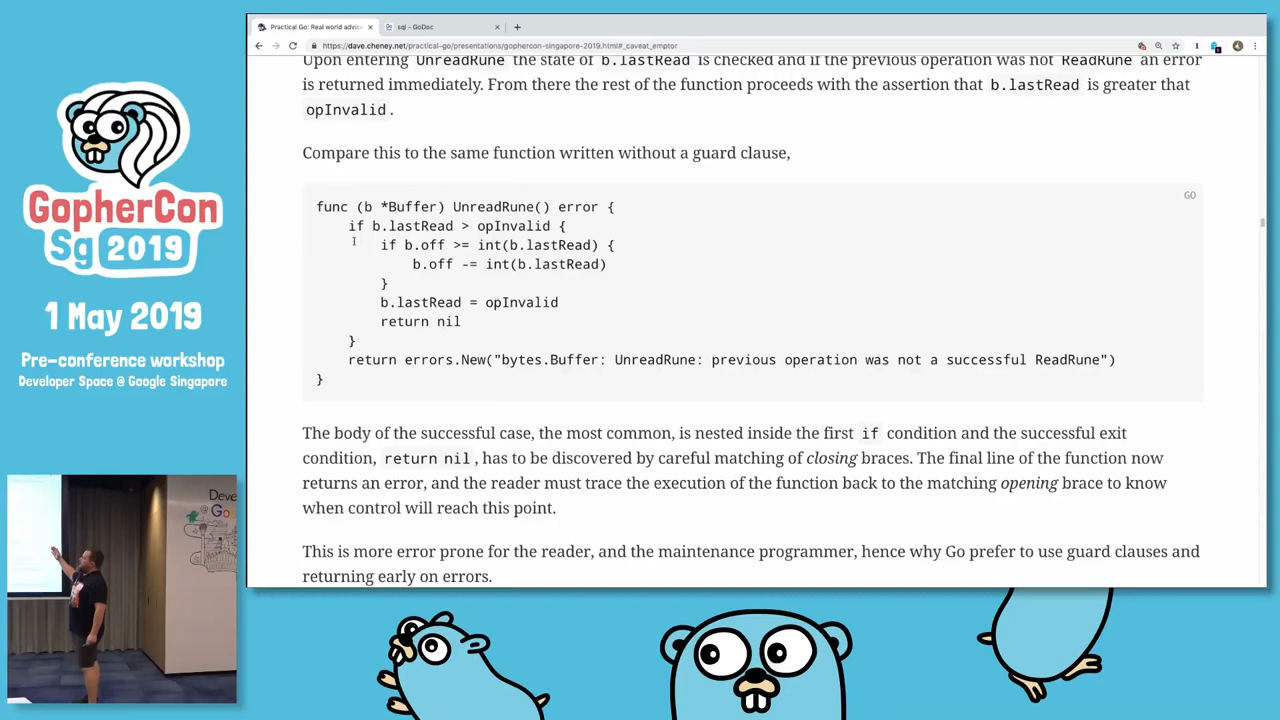 GopherCon
Sg 2019
1 May 2019
Pre-conference workshop
Developer Space @ Google Singapore
Practical Go: Real world advic
sql - GoDoc
https://dave.cheney.net/practical-go/presentations/gophercon-singapore-2019.html#_caveat_emptor
Upon entering UnreadRune the state of b.lastRead is checked and if the previous operation was not ReadRune an error
is returned immediately. From there the rest of the function proceeds with the assertion that b.lastRead is greater that
opInvalid.
Compare this to the same function written without a guard clause,
GO
func (b *Buffer) UnreadRune() error {
if b.lastRead > opInvalid {
if b.off >= int(b.lastRead) {
b.off -= int(b.lastRead)
}
b.lastRead = opInvalid
return nil
}
return errors.New("bytes.Buffer: UnreadRune: previous operation was not a successful ReadRune")
}
The body of the successful case, the most common, is nested inside the first if condition and the successful exit
condition, return nil, has to be discovered by careful matching of closing braces. The final line of the function now
returns an error, and the reader must trace the execution of the function back to the matching opening brace to know
when control will reach this point.
This is more error prone for the reader, and the maintenance programmer, hence why Go prefer to use guard clauses and
returning early on errors.
Deve
Go